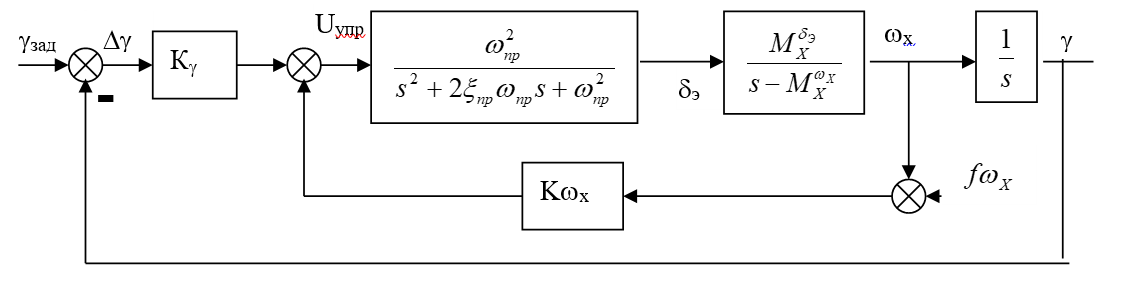 γзад
Δγ
Kγ
Uупр
ω²пр
s² + 2ξпрωпрs + ω²пр
δэ
M_X^δэ
s − M_X^ωX
ωx
1
s
γ
Kωx
fωX